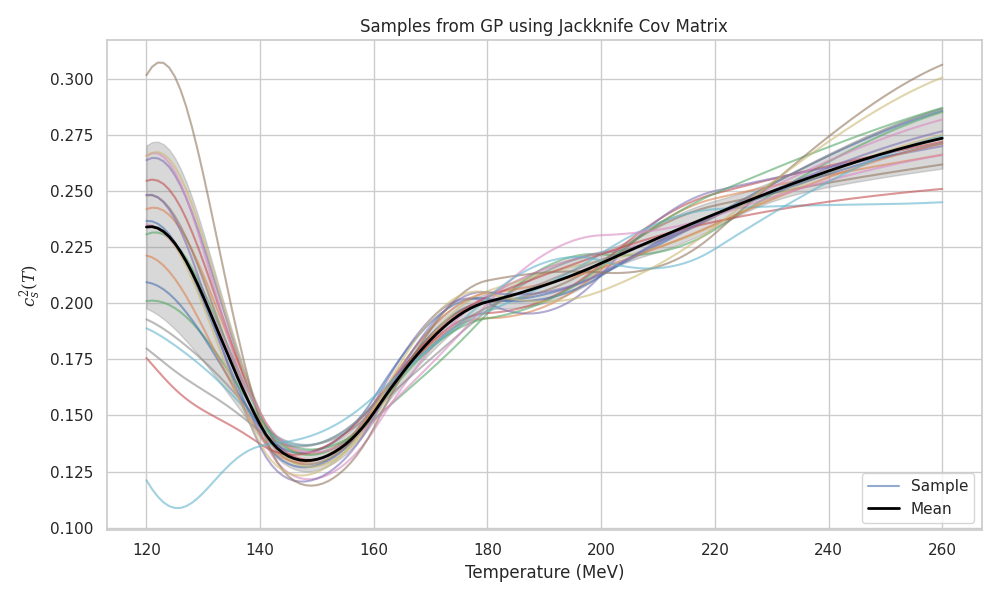 Samples from GP using Jackknife Cov Matrix
0.300
0.275
0.250
0.225
0.200
0.175
0.150
0.125
0.100
$c_s^2(T)$
120 140 160 180 200 220 240 260
Temperature (MeV)
Sample
Mean